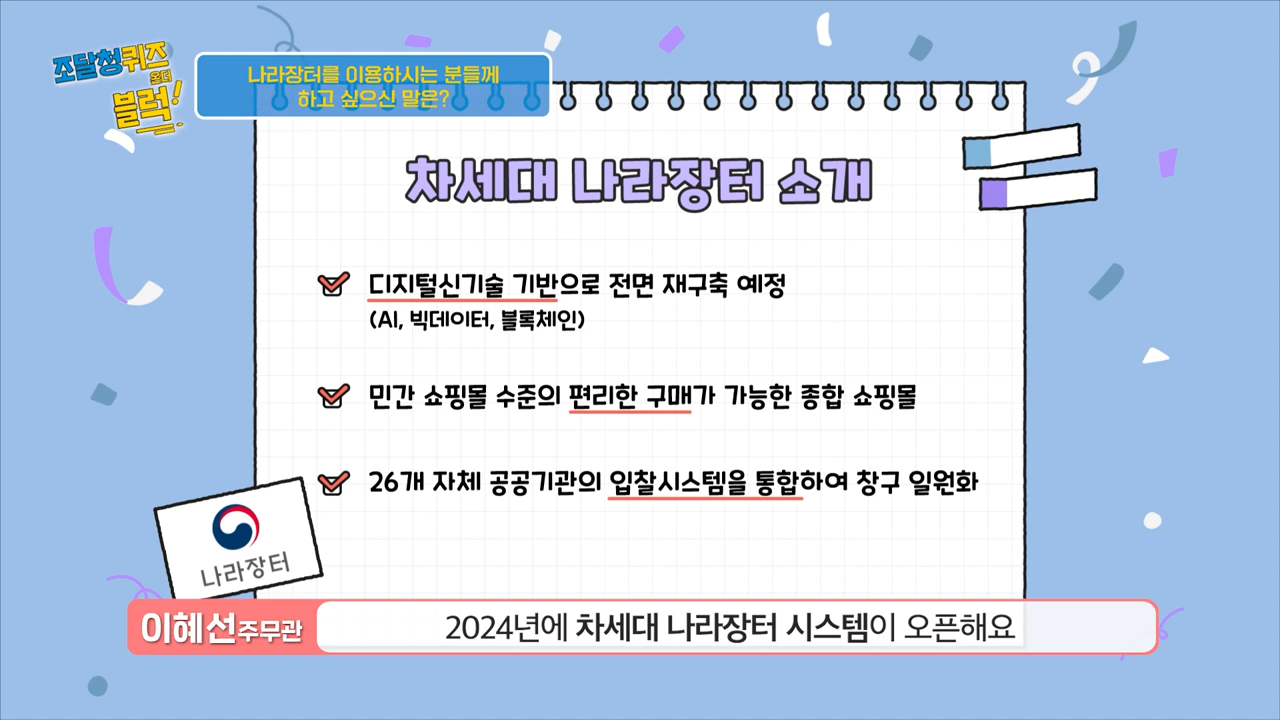 조달청퀴즈
온더
블럭!
나라장터를 이용하시는 분들께
하고 싶으신 말은?
차세대 나라장터 소개
디지털신기술 기반으로 전면 재구축 예정
(AI, 빅데이터, 블록체인)
민간 쇼핑몰 수준의 편리한 구매가 가능한 종합 쇼핑몰
26개 자체 공공기관의 입찰시스템을 통합하여 창구 일원화
나라장터
이혜선주무관
2024년에 차세대 나라장터 시스템이 오픈해요